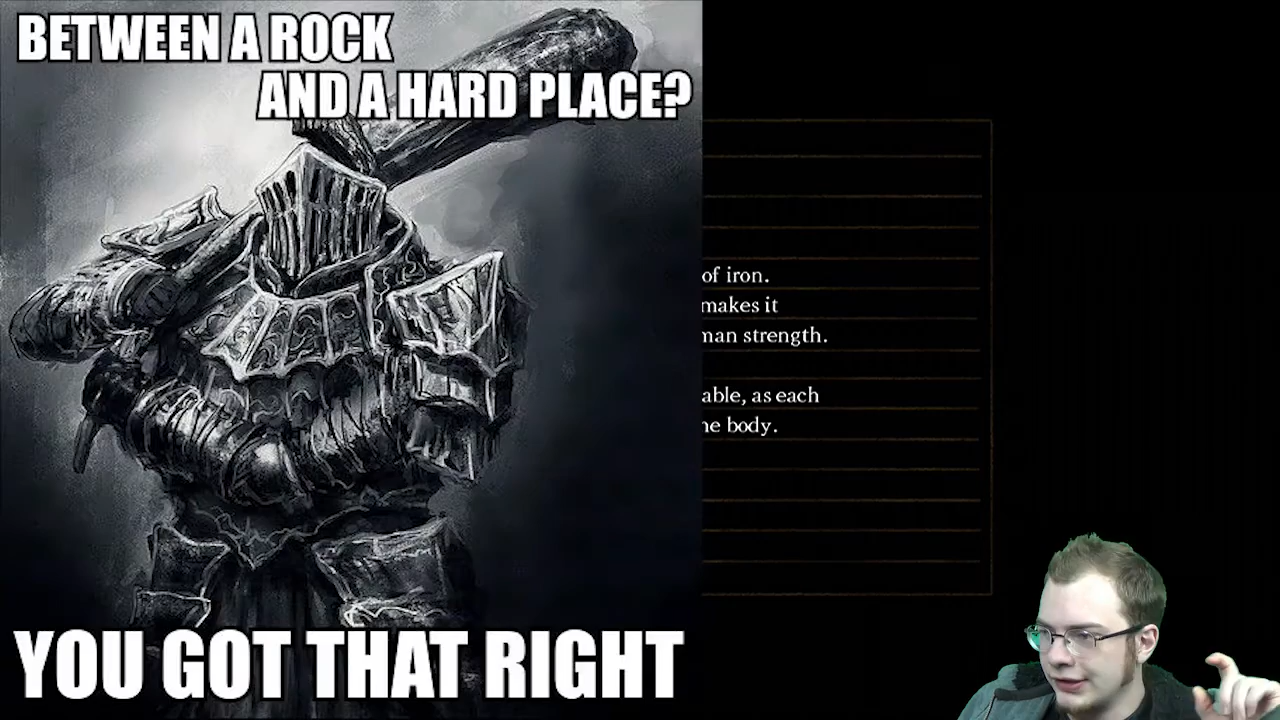 BETWEEN A ROCK
AND A HARD PLACE?
of iron.
makes it
man strength.
able, as each
he body.
YOU GOT THAT RIGHT